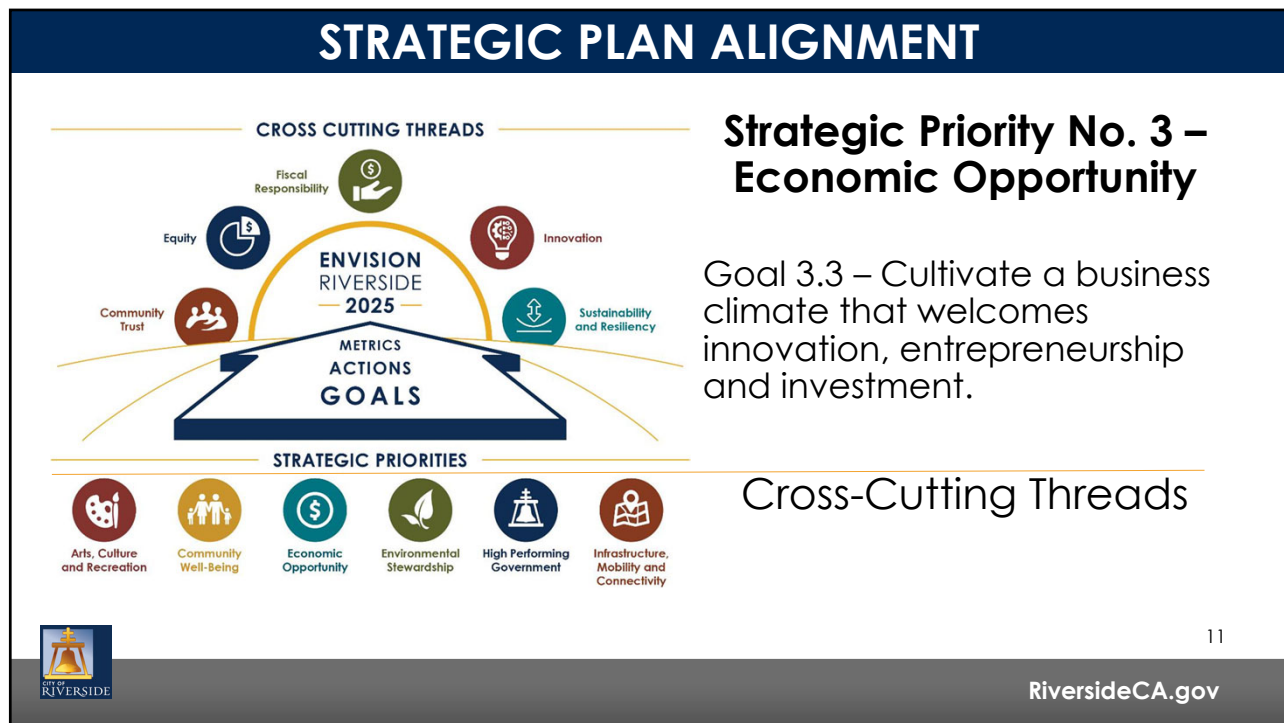 STRATEGIC PLAN ALIGNMENT
CROSS CUTTING THREADS
Fiscal
Responsibility
Equity
Innovation
Community
Trust
Sustainability
and Resiliency
ENVISION
RIVERSIDE
2025
METRICS
ACTIONS
GOALS
STRATEGIC PRIORITIES
Arts, Culture
and Recreation
Community
Well-Being
Economic
Opportunity
Environmental
Stewardship
High Performing
Government
Infrastructure,
Mobility and
Connectivity
Strategic Priority No. 3 –
Economic Opportunity
Goal 3.3 – Cultivate a business
climate that welcomes
innovation, entrepreneurship
and investment.
Cross-Cutting Threads
11
CITY OF
RIVERSIDE
RiversideCA.gov